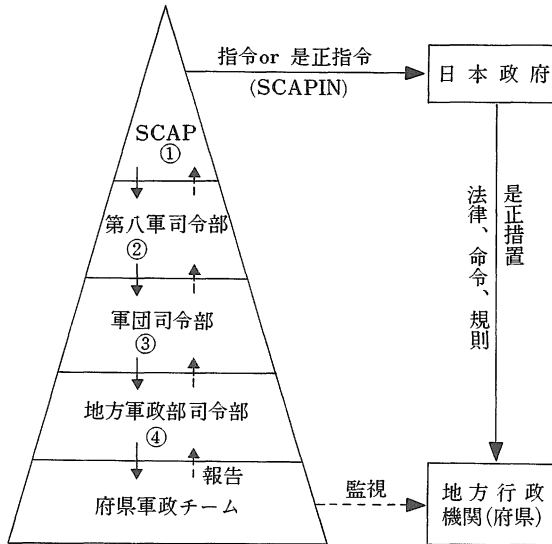 指令or 是正指令
(SCAPIN)
日本政府
SCAP
①
第八軍司令部
②
軍団司令部
③
地方軍政部司令部
④
報告
府県軍政チーム
監視
是正措置
法律、命令、規則
地方行政
機関(府県)